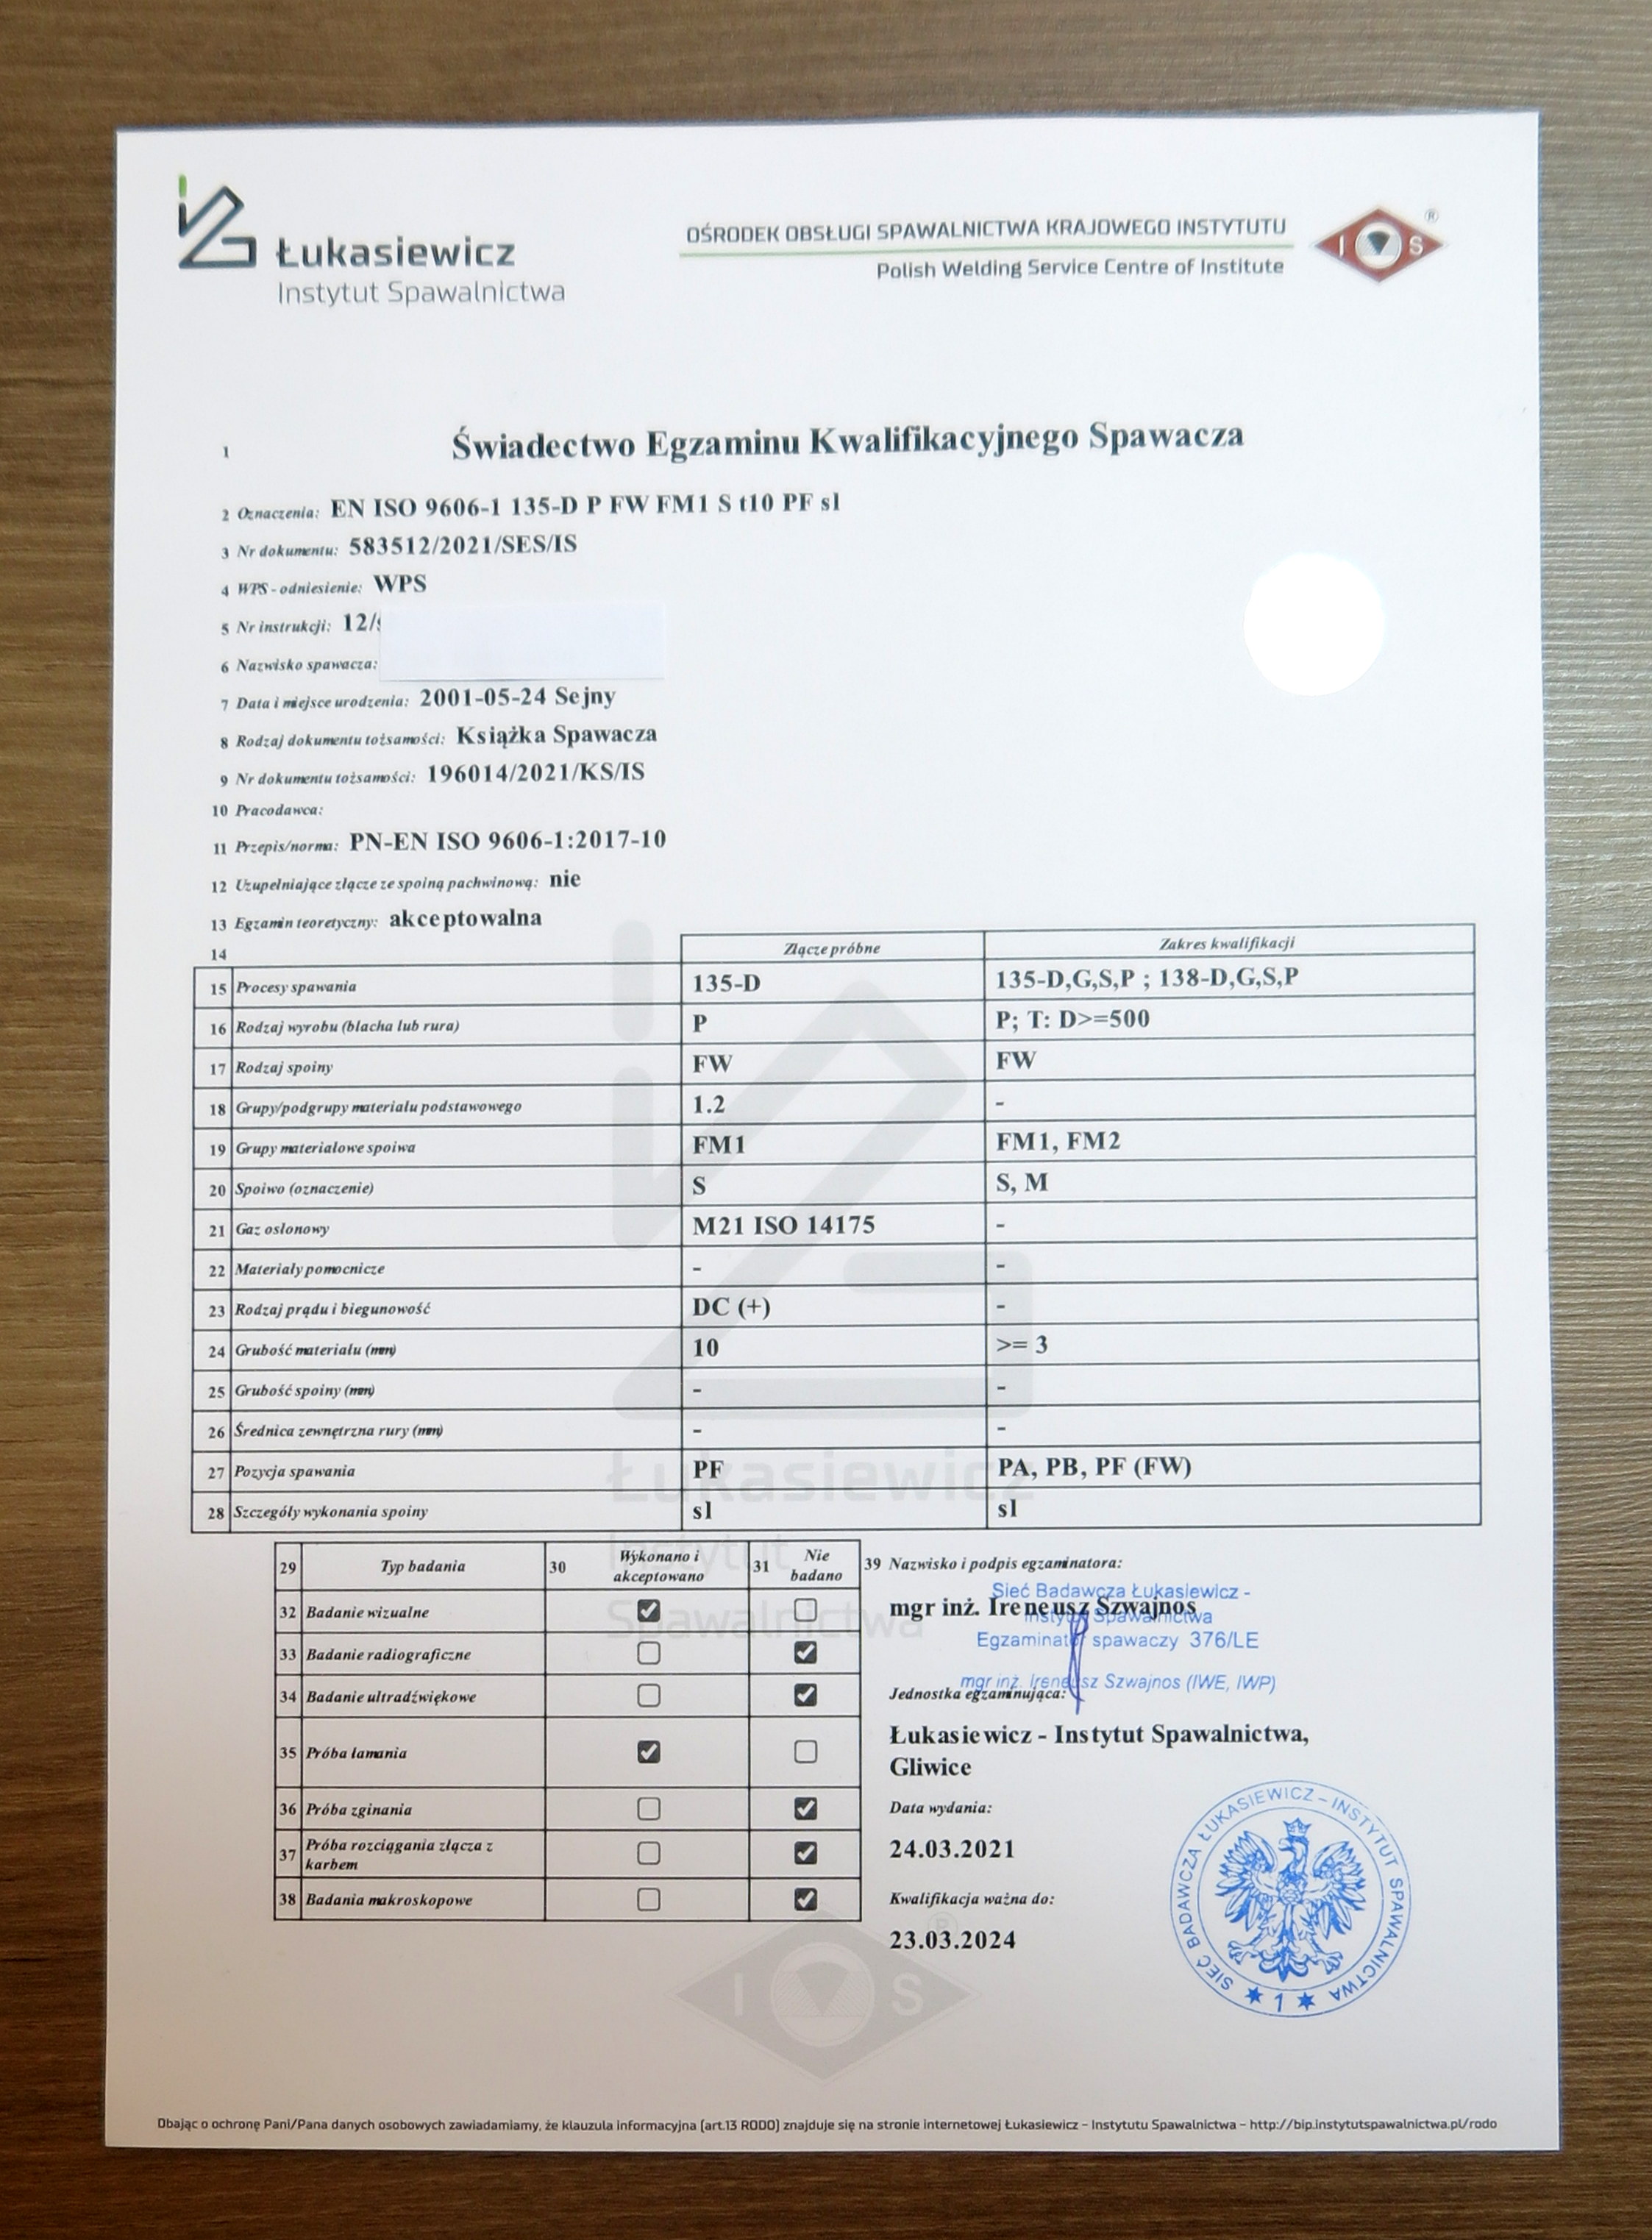 Łukasiewicz
Instytut Spawalnictwa
OŚRODEK OBSŁUGI SPAWALNICTWA KRAJOWEGO INSTYTUTU
Polish Welding Service Centre of Institute
I S ®
1 Świadectwo Egzaminu Kwalifikacyjnego Spawacza
2 Oznaczenia: EN ISO 9606-1 135-D P FW FM1 S t10 PF sl
3 Nr dokumentu: 583512/2021/SES/IS
4 WPS - odniesienie: WPS
5 Nr instrukcji: 12/
6 Nazwisko spawacza:
7 Data i miejsce urodzenia: 2001-05-24 Sejny
8 Rodzaj dokumentu tożsamości: Książka Spawacza
9 Nr dokumentu tożsamości: 196014/2021/KS/IS
10 Pracodawca:
11 Przepis/norma: PN-EN ISO 9606-1:2017-10
12 Uzupełniające złącze ze spoiną pachwinową: nie
13 Egzamin teoretyczny: akceptowalna
14 Złącze próbne Zakres kwalifikacji
15 Procesy spawania 135-D 135-D,G,S,P ; 138-D,G,S,P
16 Rodzaj wyrobu (blacha lub rura) P P; T: D>=500
17 Rodzaj spoiny FW FW
18 Grupy/podgrupy materiału podstawowego 1.2 -
19 Grupy materiałowe spoiwa FM1 FM1, FM2
20 Spoiwo (oznaczenie) S S, M
21 Gaz osłonowy M21 ISO 14175 -
22 Materiały pomocnicze - -
23 Rodzaj prądu i biegunowość DC (+) -
24 Grubość materiału (mm) 10 >= 3
25 Grubość spoiny (mm) - -
26 Średnica zewnętrzna rury (mm) - -
27 Pozycja spawania PF PA, PB, PF (FW)
28 Szczegóły wykonania spoiny sl sl
Łukasiewicz
Instytut
Spawalnictwa
29 Typ badania 30 Wykonano i akceptowano 31 Nie badano
32 Badanie wizualne
33 Badanie radiograficzne
34 Badanie ultradźwiękowe
35 Próba łamania
36 Próba zginania
37 Próba rozciągania złącza z karbem
38 Badania makroskopowe
39 Nazwisko i podpis egzaminatora:
Sieć Badawcza Łukasiewicz -
mgr inż. Ireneusz Szwajnos
Instytut Spawalnictwa
Egzaminator spawaczy 376/LE
mgr inż. Ireneusz Szwajnos (IWE, IWP)
Jednostka egzaminująca:
Łukasiewicz - Instytut Spawalnictwa,
Gliwice
Data wydania:
24.03.2021
Kwalifikacja ważna do:
23.03.2024
SIEĆ BADAWCZA ŁUKASIEWICZ – INSTYTUT SPAWALNICTWA
1
I S ®
Dbając o ochronę Pani/Pana danych osobowych zawiadamiamy, że klauzula informacyjna (art.13 RODO) znajduje się na stronie internetowej Łukasiewicz – Instytutu Spawalnictwa – http://bip.instytutspawalnictwa.pl/rodo